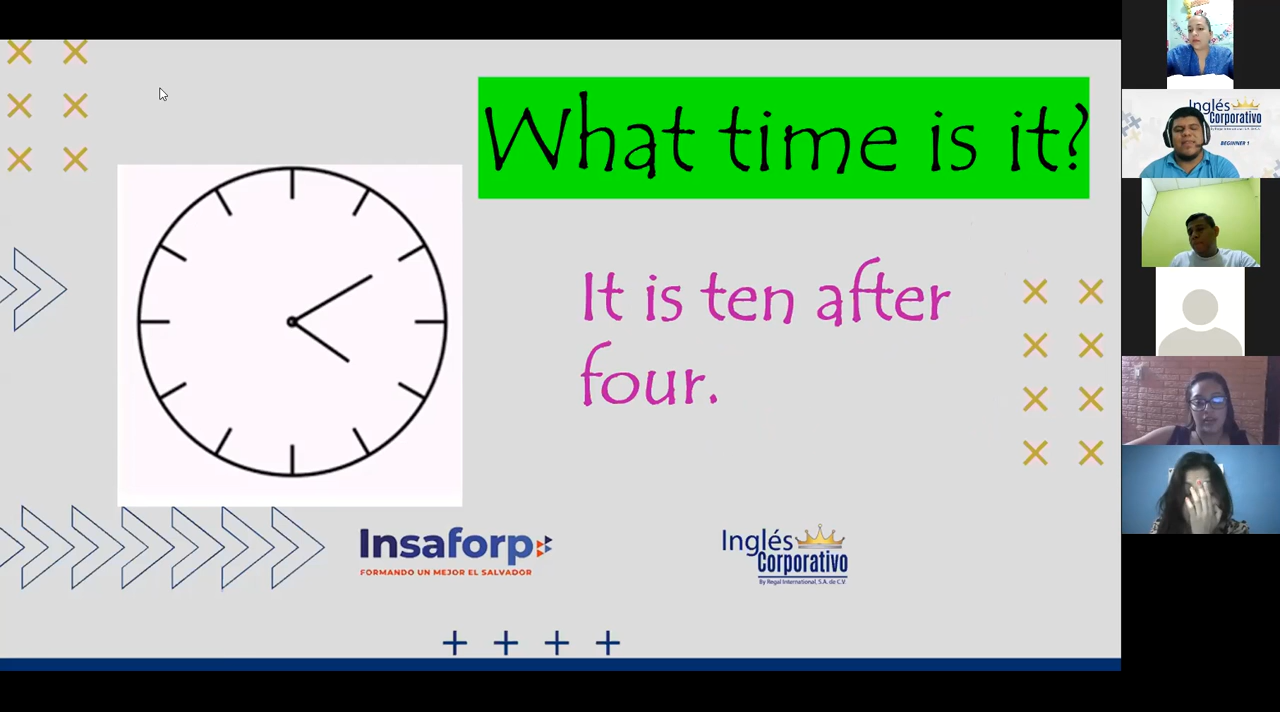 What time is it?
It is ten after
four.
Insaforp
FORMANDO UN MEJOR EL SALVADOR
Inglés
Corporativo
By Regal International, S.A. de C.V.
Inglés
Corporativo
BEGINNER 1